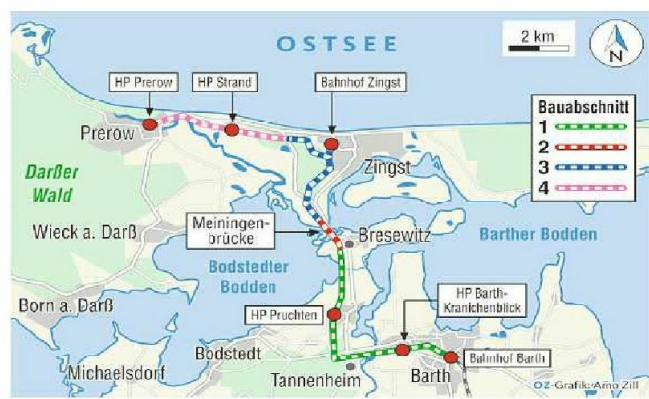 OSTSEE
2 km
N
HP Prerow
HP Strand
Bahnhof Zingst
Bauabschnitt
1
2
3
4
Prerow
Zingst
Darßer
Wald
Meiningen-
brücke
Wieck a. Darß
Bresewitz
Barther Bodden
Bodstedter
Bodden
HP Barth-
Kranichenblick
Born a. Darß
HP Pruchten
Bodstedt
Bahnhof Barth
Michaelsdorf
Tannenheim
Barth
OZ-Grafik: Arno Zill